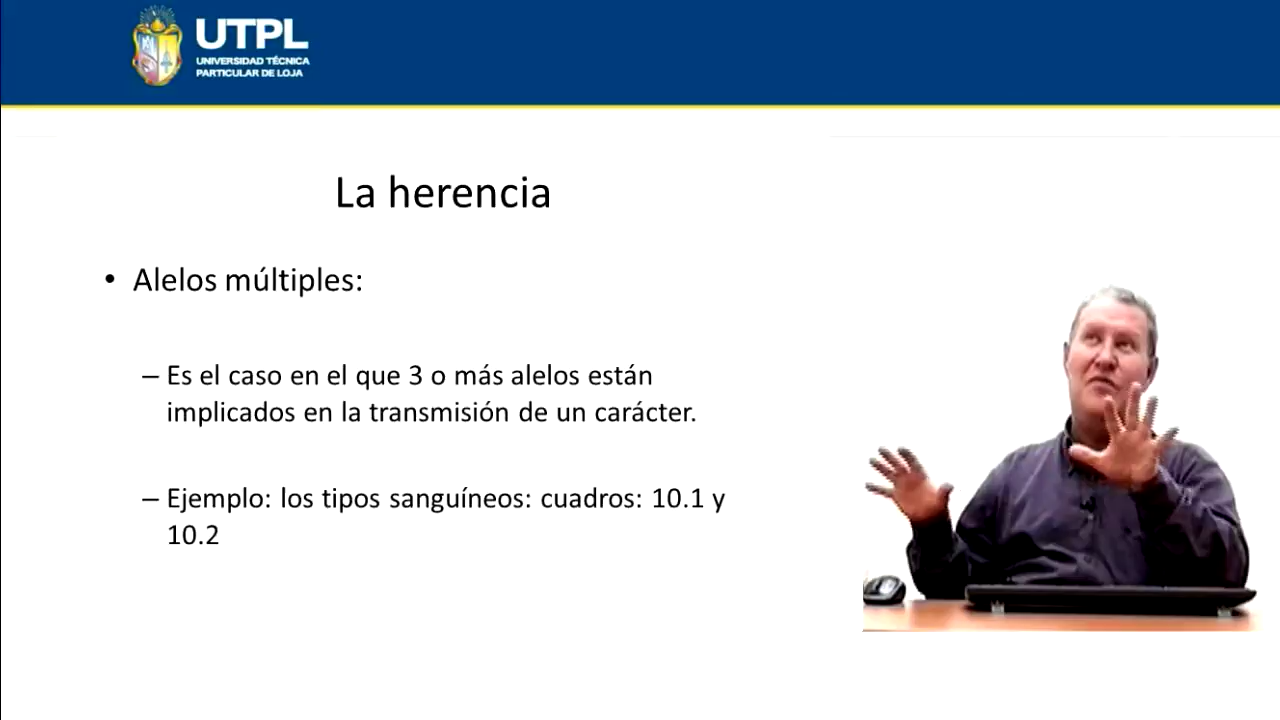 UTPL
UNIVERSIDAD TÉCNICA
PARTICULAR DE LOJA
La herencia
• Alelos múltiples:
– Es el caso en el que 3 o más alelos están
implicados en la transmisión de un carácter.
– Ejemplo: los tipos sanguíneos: cuadros: 10.1 y
10.2